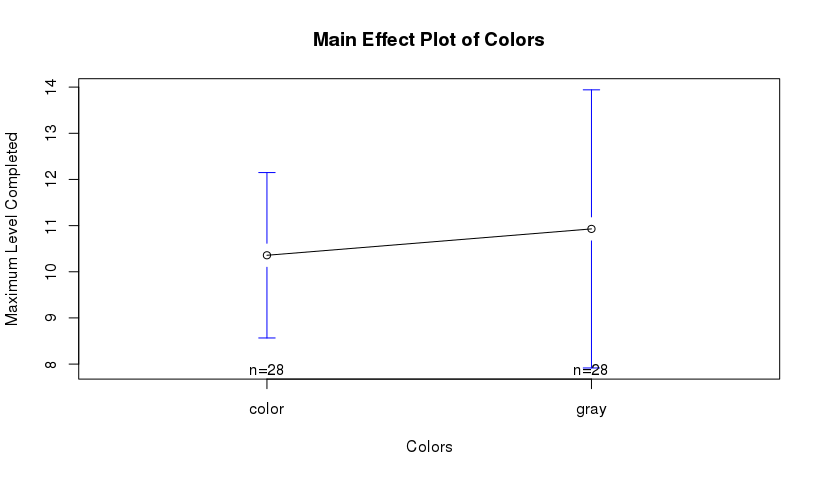 Main Effect Plot of Colors
Maximum Level Completed
14
13
12
11
10
9
8
n=28 n=28
color gray
Colors